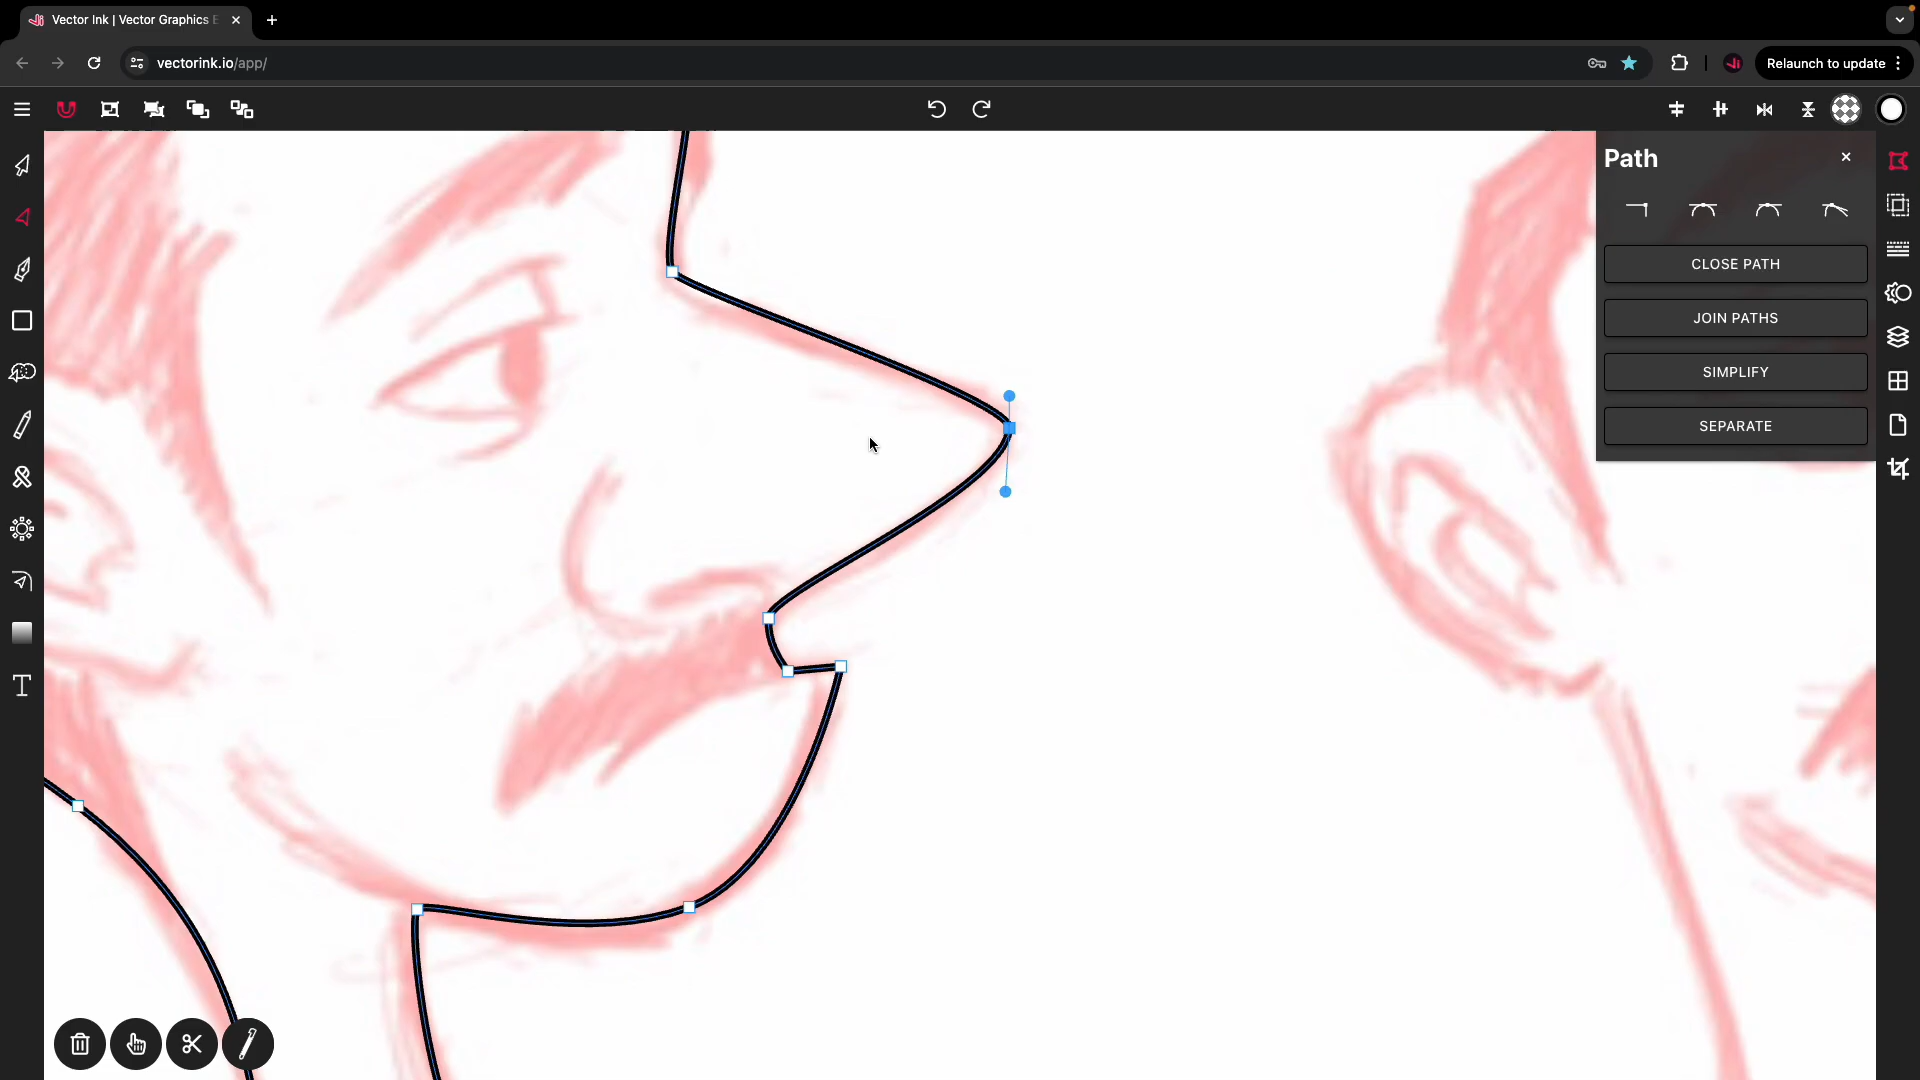 Vector Ink | Vector Graphics E
vectorink.io/app/
Relaunch to update
Path
CLOSE PATH
JOIN PATHS
SIMPLIFY
SEPARATE
T